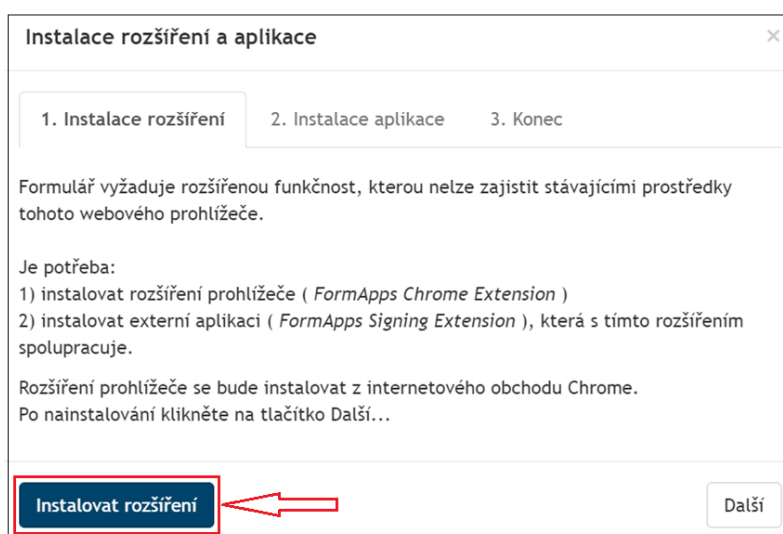 Instalace rozšíření a aplikace
×
1. Instalace rozšíření
2. Instalace aplikace
3. Konec
Formulář vyžaduje rozšířenou funkčnost, kterou nelze zajistit stávajícími prostředky
tohoto webového prohlížeče.
Je potřeba:
1) instalovat rozšíření prohlížeče ( FormApps Chrome Extension )
2) instalovat externí aplikaci ( FormApps Signing Extension ), která s tímto rozšířením
spolupracuje.
Rozšíření prohlížeče se bude instalovat z internetového obchodu Chrome.
Po nainstalování klikněte na tlačítko Další...
Instalovat rozšíření
Další